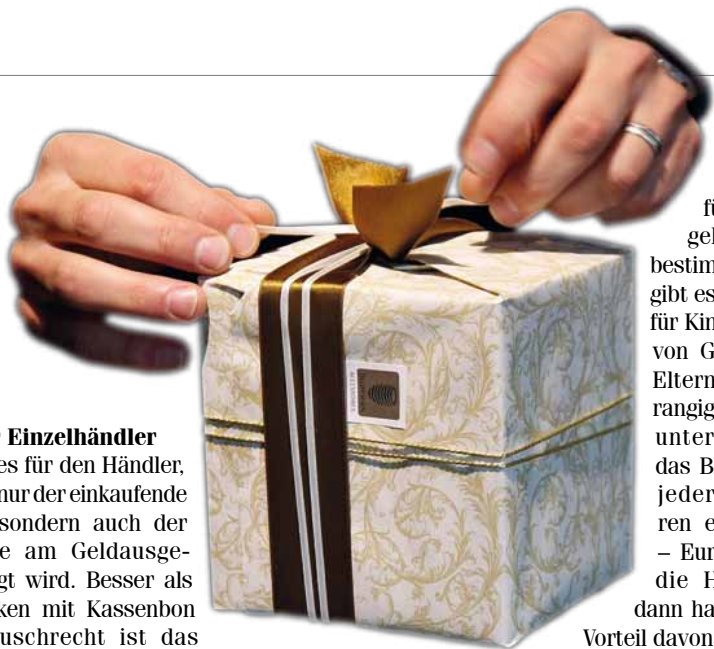 Einzelhändler
es für den Händler,
nur der einkaufende
sondern auch der
e am Geldausge-
gt wird. Besser als
ken mit Kassenbon
uschrecht ist das
fü
gel
bestim
gibt es
für Kin
von G
Eltern
rangig
unter
das B
jeder
ren e
– Eur
die H
dann ha
Vorteil davon